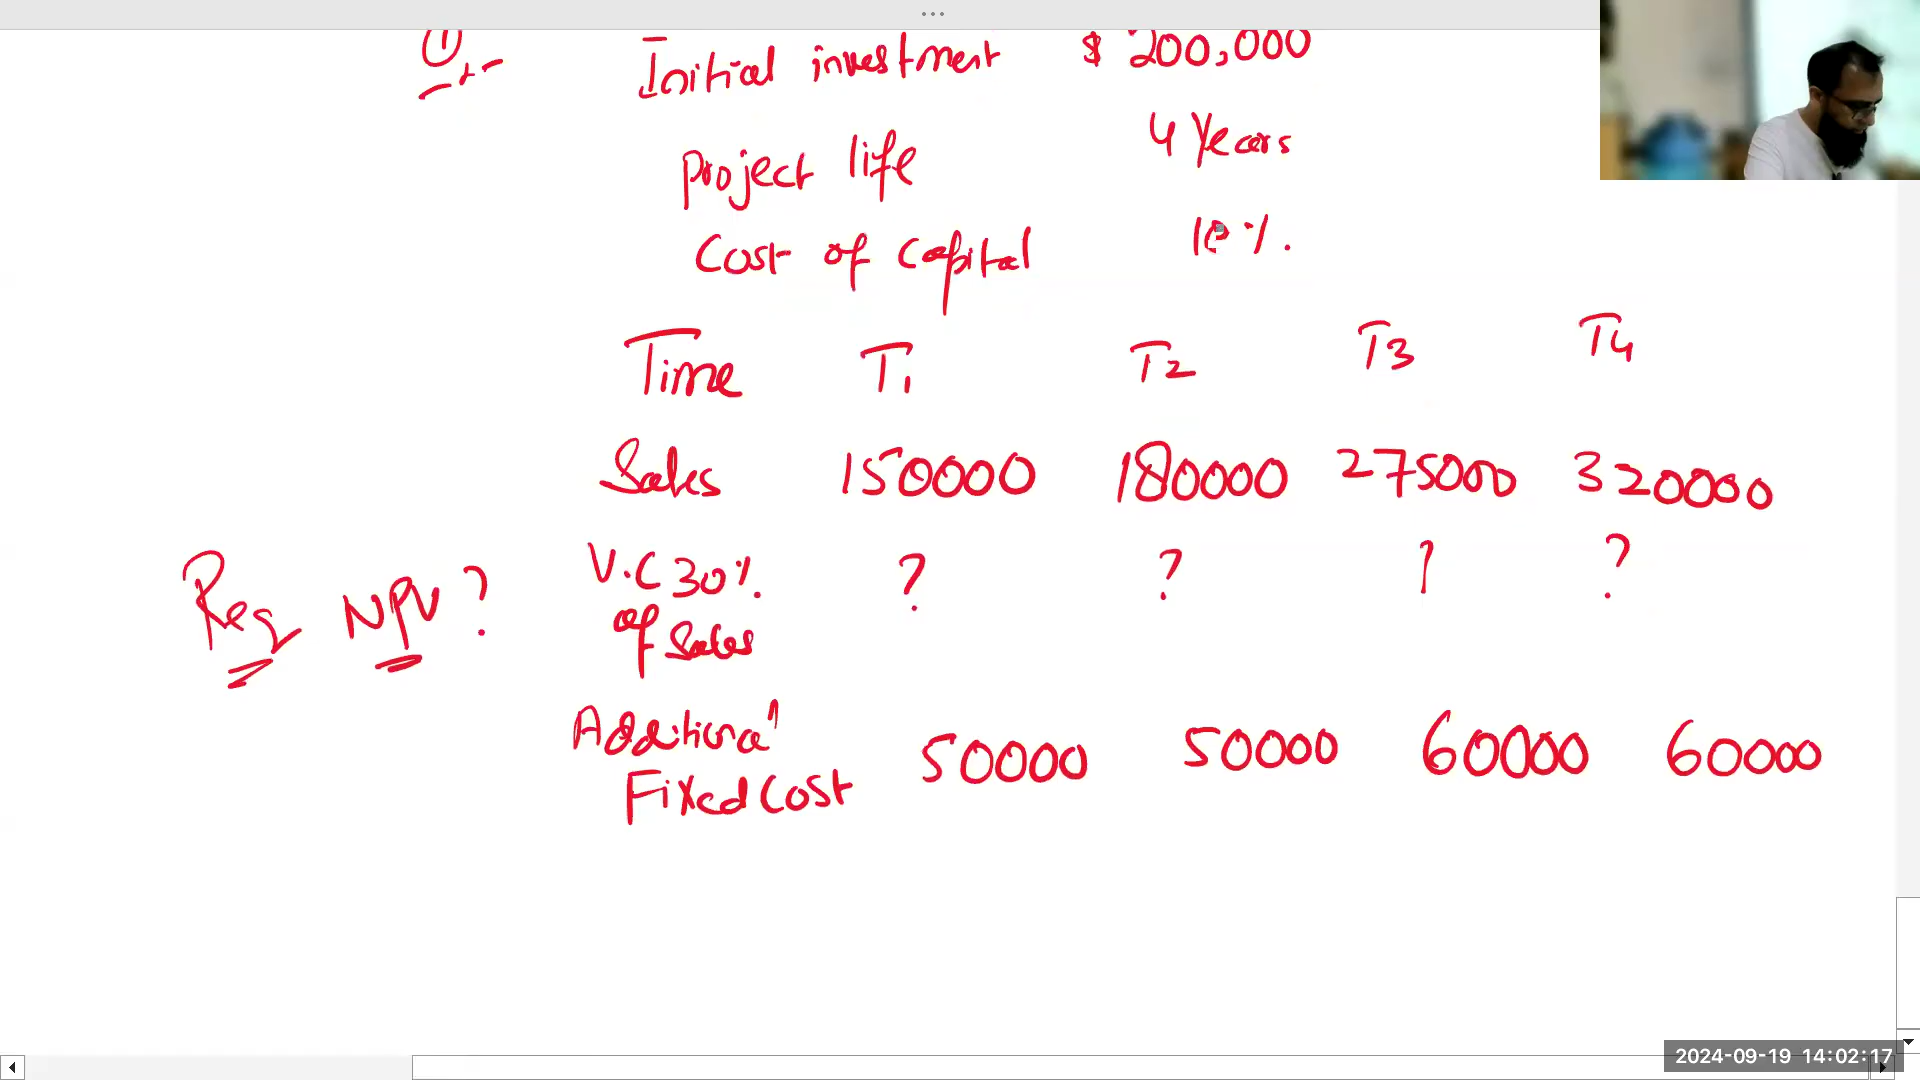 ①
Initial investment $ 200,000
Project life 4 Years
Cost of Capital 10%.
Time T1 T2 T3 T4
Sales 150000 180000 275000 320000
Req NPV? V.C 30%. ? ? ? ?
of Sales
Additional
Fixed Cost 50000 50000 60000 60000
2024-09-19 14:02:17